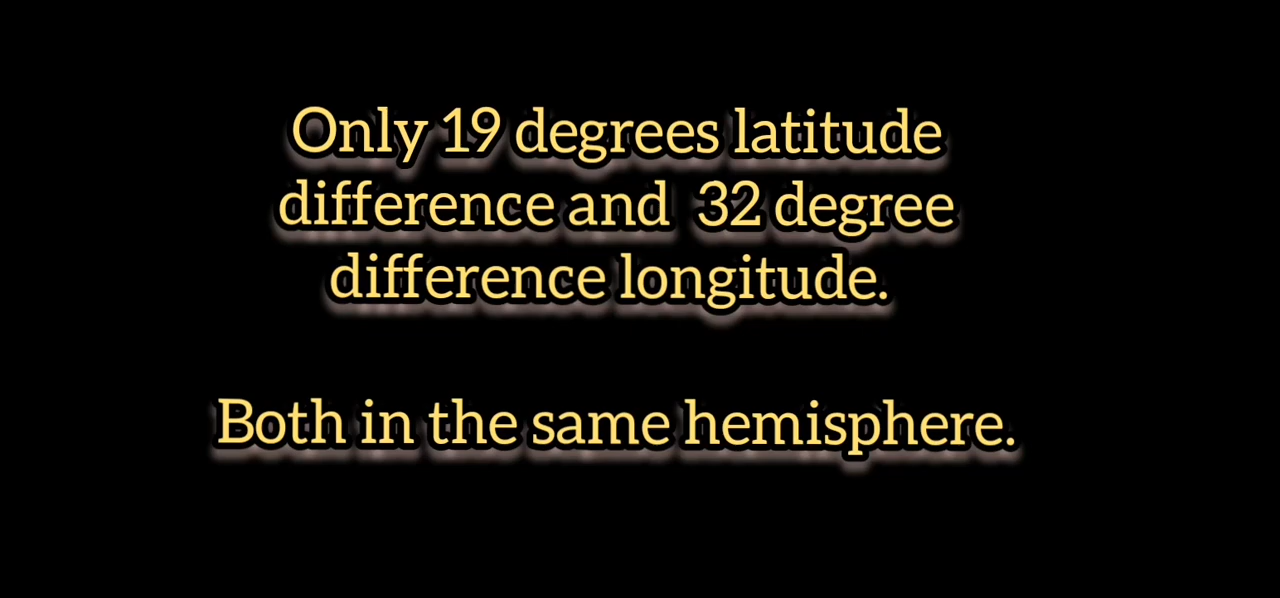 Only 19 degrees latitude
difference and 32 degree
difference longitude.
Both in the same hemisphere.